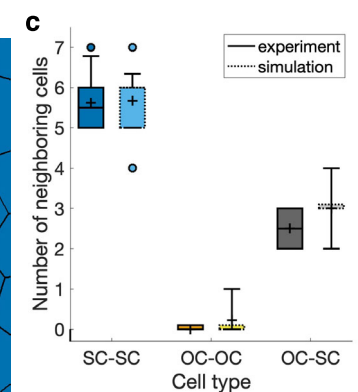 c
7
6
5
4
3
2
1
0
Number of neighboring cells
experiment
simulation
SC-SC
OC-OC
OC-SC
Cell type